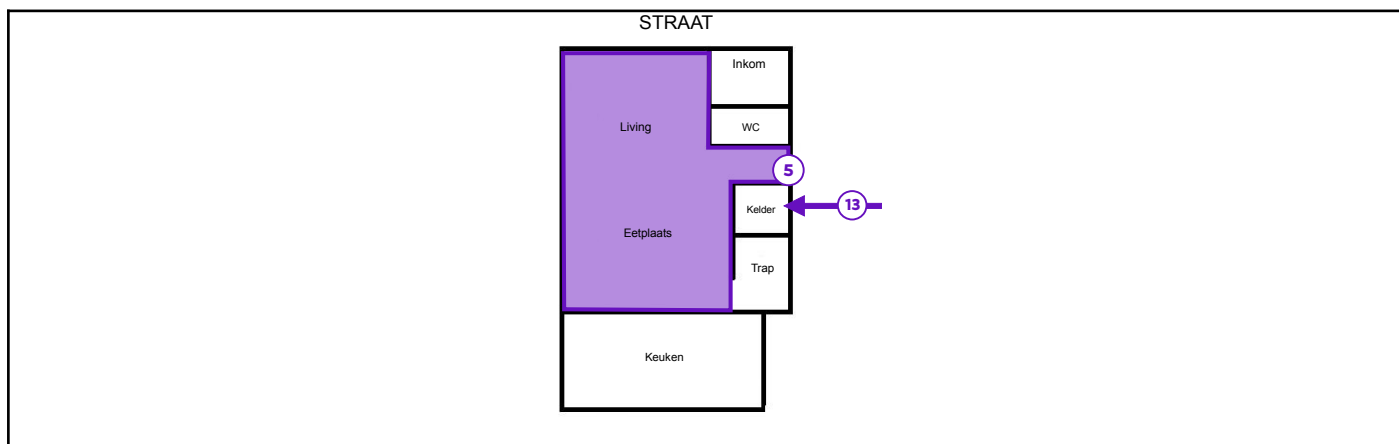 STRAAT
Inkom
Living
WC
5
Kelder
13
Eetplaats
Trap
Keuken